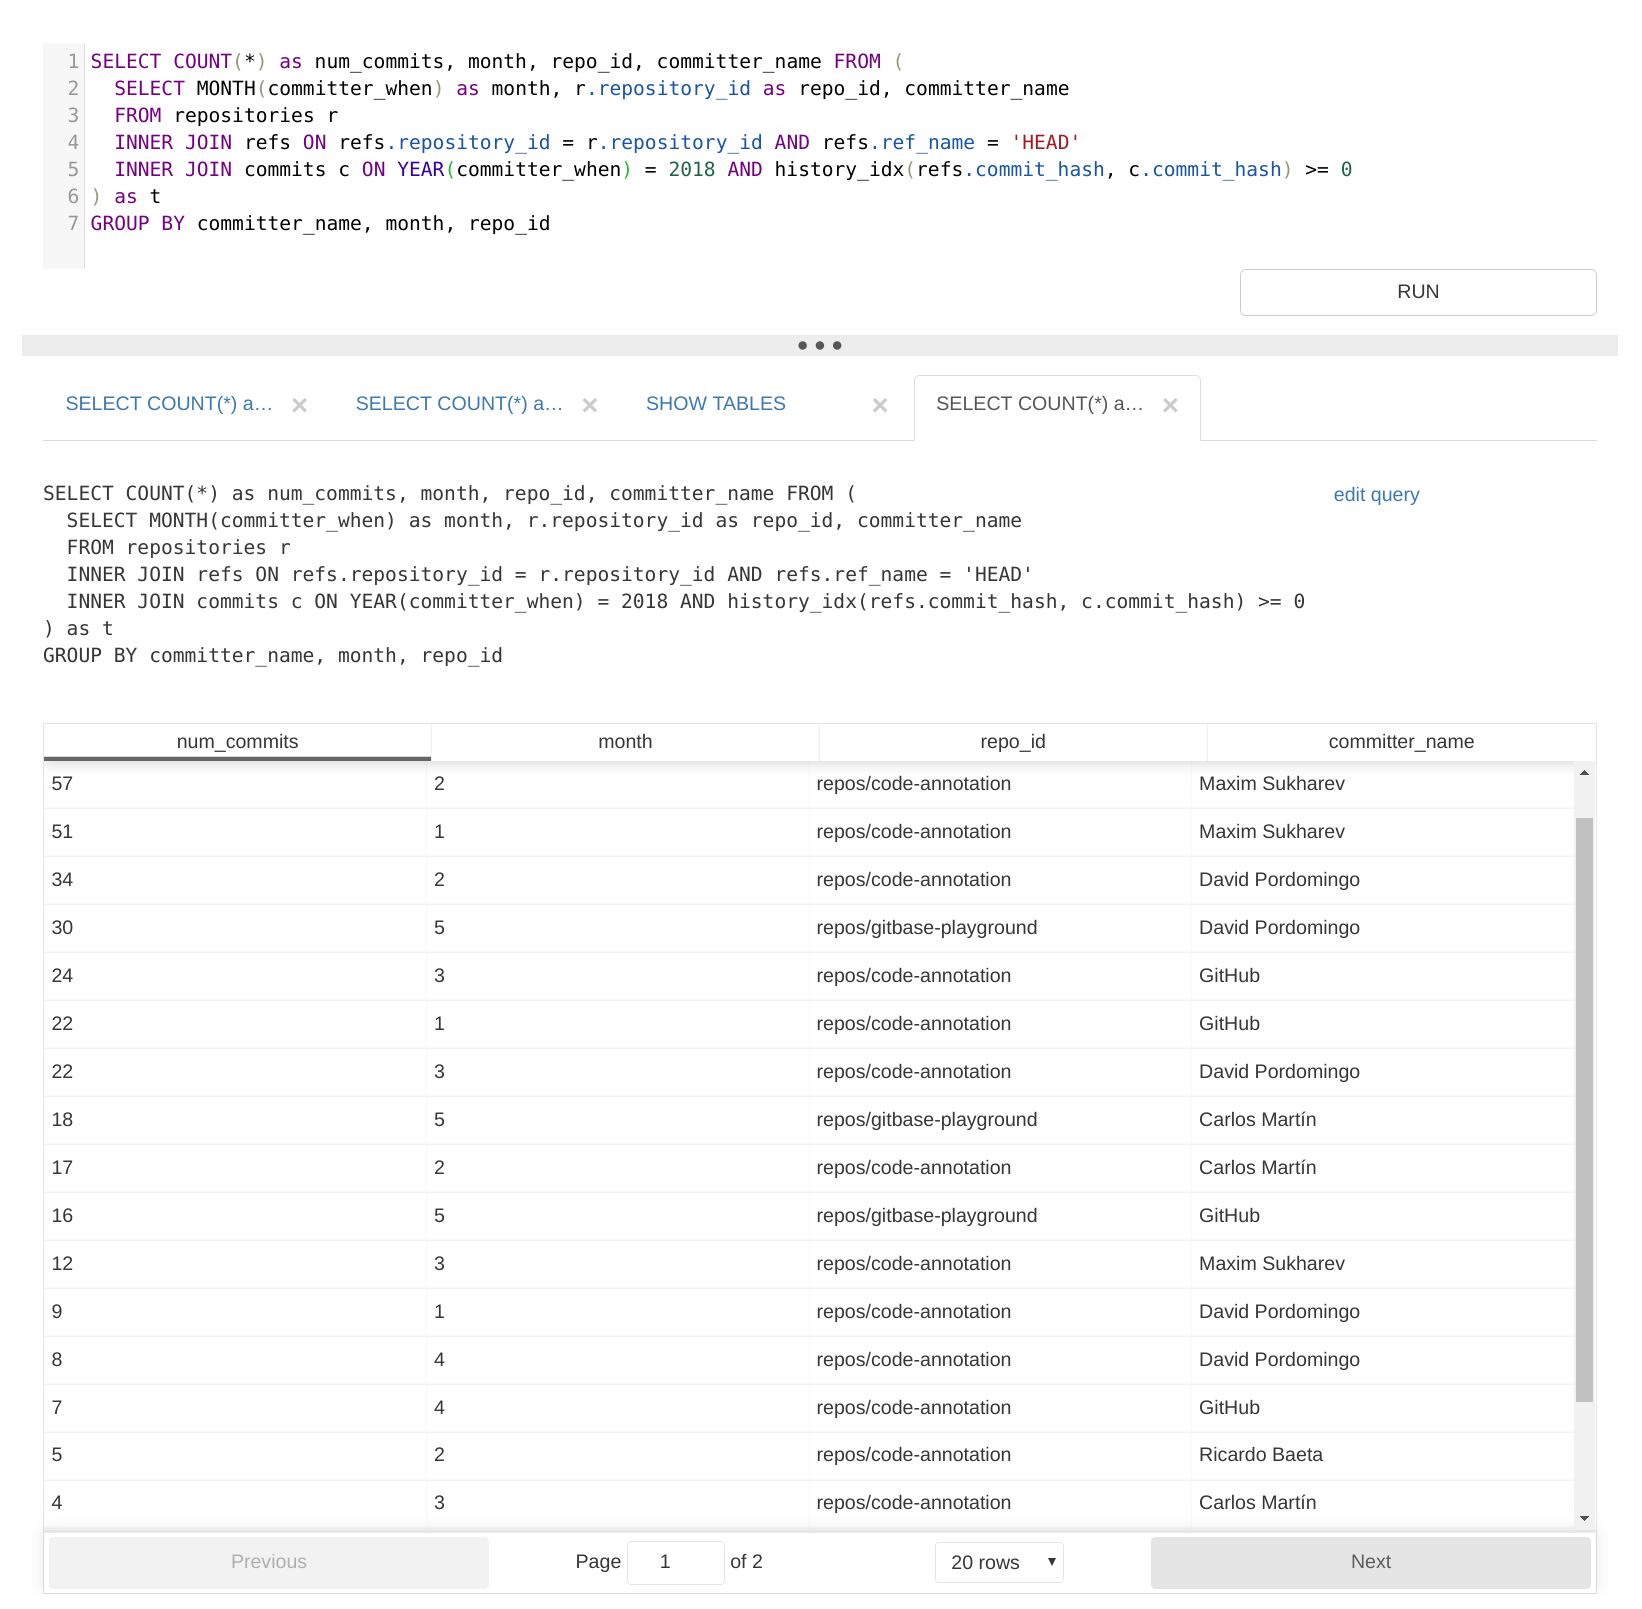 1 SELECT COUNT(*) as num_commits, month, repo_id, committer_name FROM (
2   SELECT MONTH(committer_when) as month, r.repository_id as repo_id, committer_name
3   FROM repositories r
4   INNER JOIN refs ON refs.repository_id = r.repository_id AND refs.ref_name = 'HEAD'
5   INNER JOIN commits c ON YEAR(committer_when) = 2018 AND history_idx(refs.commit_hash, c.commit_hash) >= 0
6 ) as t
7 GROUP BY committer_name, month, repo_id
RUN
SELECT COUNT(*) a... × SELECT COUNT(*) a... × SHOW TABLES × SELECT COUNT(*) a... ×
SELECT COUNT(*) as num_commits, month, repo_id, committer_name FROM ( edit query
  SELECT MONTH(committer_when) as month, r.repository_id as repo_id, committer_name
  FROM repositories r
  INNER JOIN refs ON refs.repository_id = r.repository_id AND refs.ref_name = 'HEAD'
  INNER JOIN commits c ON YEAR(committer_when) = 2018 AND history_idx(refs.commit_hash, c.commit_hash) >= 0
) as t
GROUP BY committer_name, month, repo_id
num_commits month repo_id committer_name
57 2 repos/code-annotation Maxim Sukharev
51 1 repos/code-annotation Maxim Sukharev
34 2 repos/code-annotation David Pordomingo
30 5 repos/gitbase-playground David Pordomingo
24 3 repos/code-annotation GitHub
22 1 repos/code-annotation GitHub
22 3 repos/code-annotation David Pordomingo
18 5 repos/gitbase-playground Carlos Martín
17 2 repos/code-annotation Carlos Martín
16 5 repos/gitbase-playground GitHub
12 3 repos/code-annotation Maxim Sukharev
9 1 repos/code-annotation David Pordomingo
8 4 repos/code-annotation David Pordomingo
7 4 repos/code-annotation GitHub
5 2 repos/code-annotation Ricardo Baeta
4 3 repos/code-annotation Carlos Martín
Previous Page 1 of 2 20 rows Next